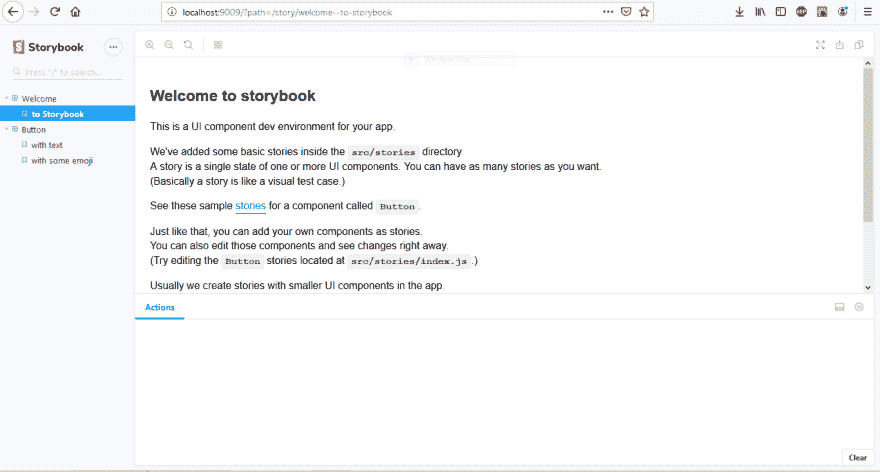 localhost:9009/?path=/story/welcome--to-storybook
Storybook
Press "/" to search...
Welcome
to Storybook
Button
with text
with some emoji
Welcome to storybook
This is a UI component dev environment for your app.
We've added some basic stories inside the src/stories directory.
A story is a single state of one or more UI components. You can have as many stories as you want.
(Basically a story is like a visual test case.)
See these sample stories for a component called Button.
Just like that, you can add your own components as stories.
You can also edit those components and see changes right away.
(Try editing the Button stories located at src/stories/index.js.)
Usually we create stories with smaller UI components in the app.
Actions
Clear